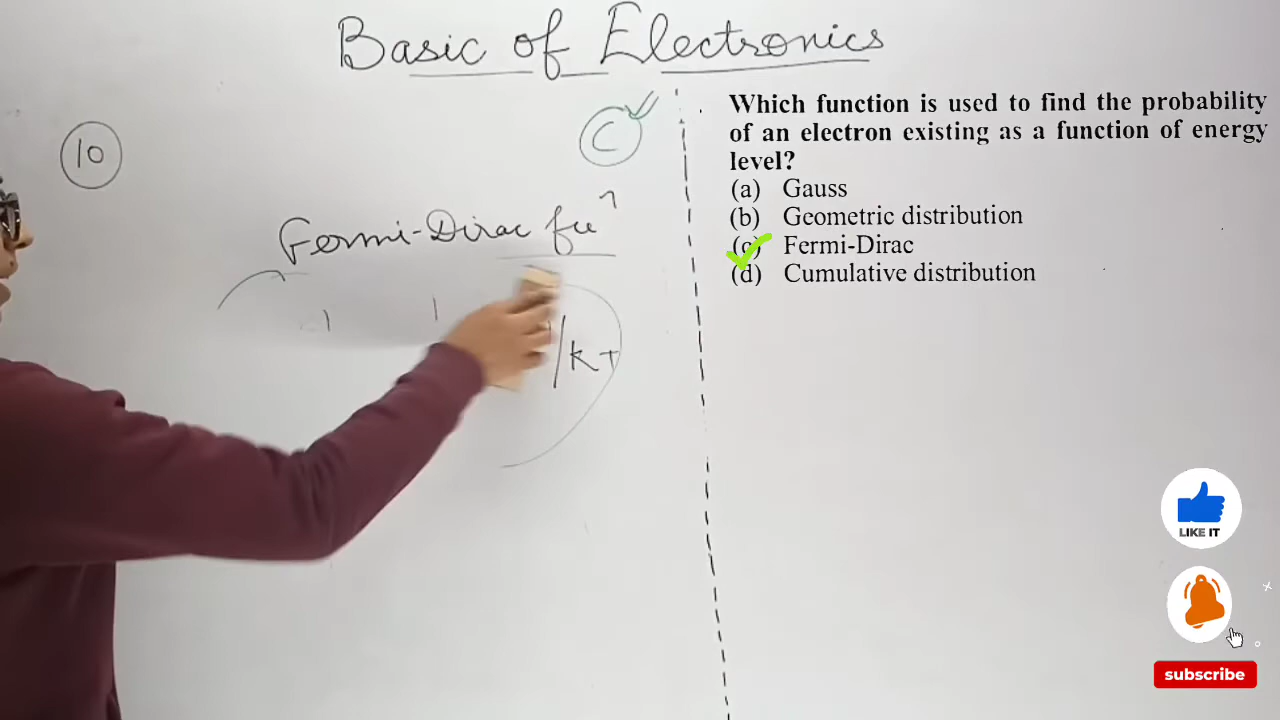 Basic of Electronics
10
C
Fermi-Dirac
/KT
Which function is used to find the probability
of an electron existing as a function of energy
level?
(a) Gauss
(b) Geometric distribution
(c) Fermi-Dirac
(d) Cumulative distribution
LIKE IT
subscribe